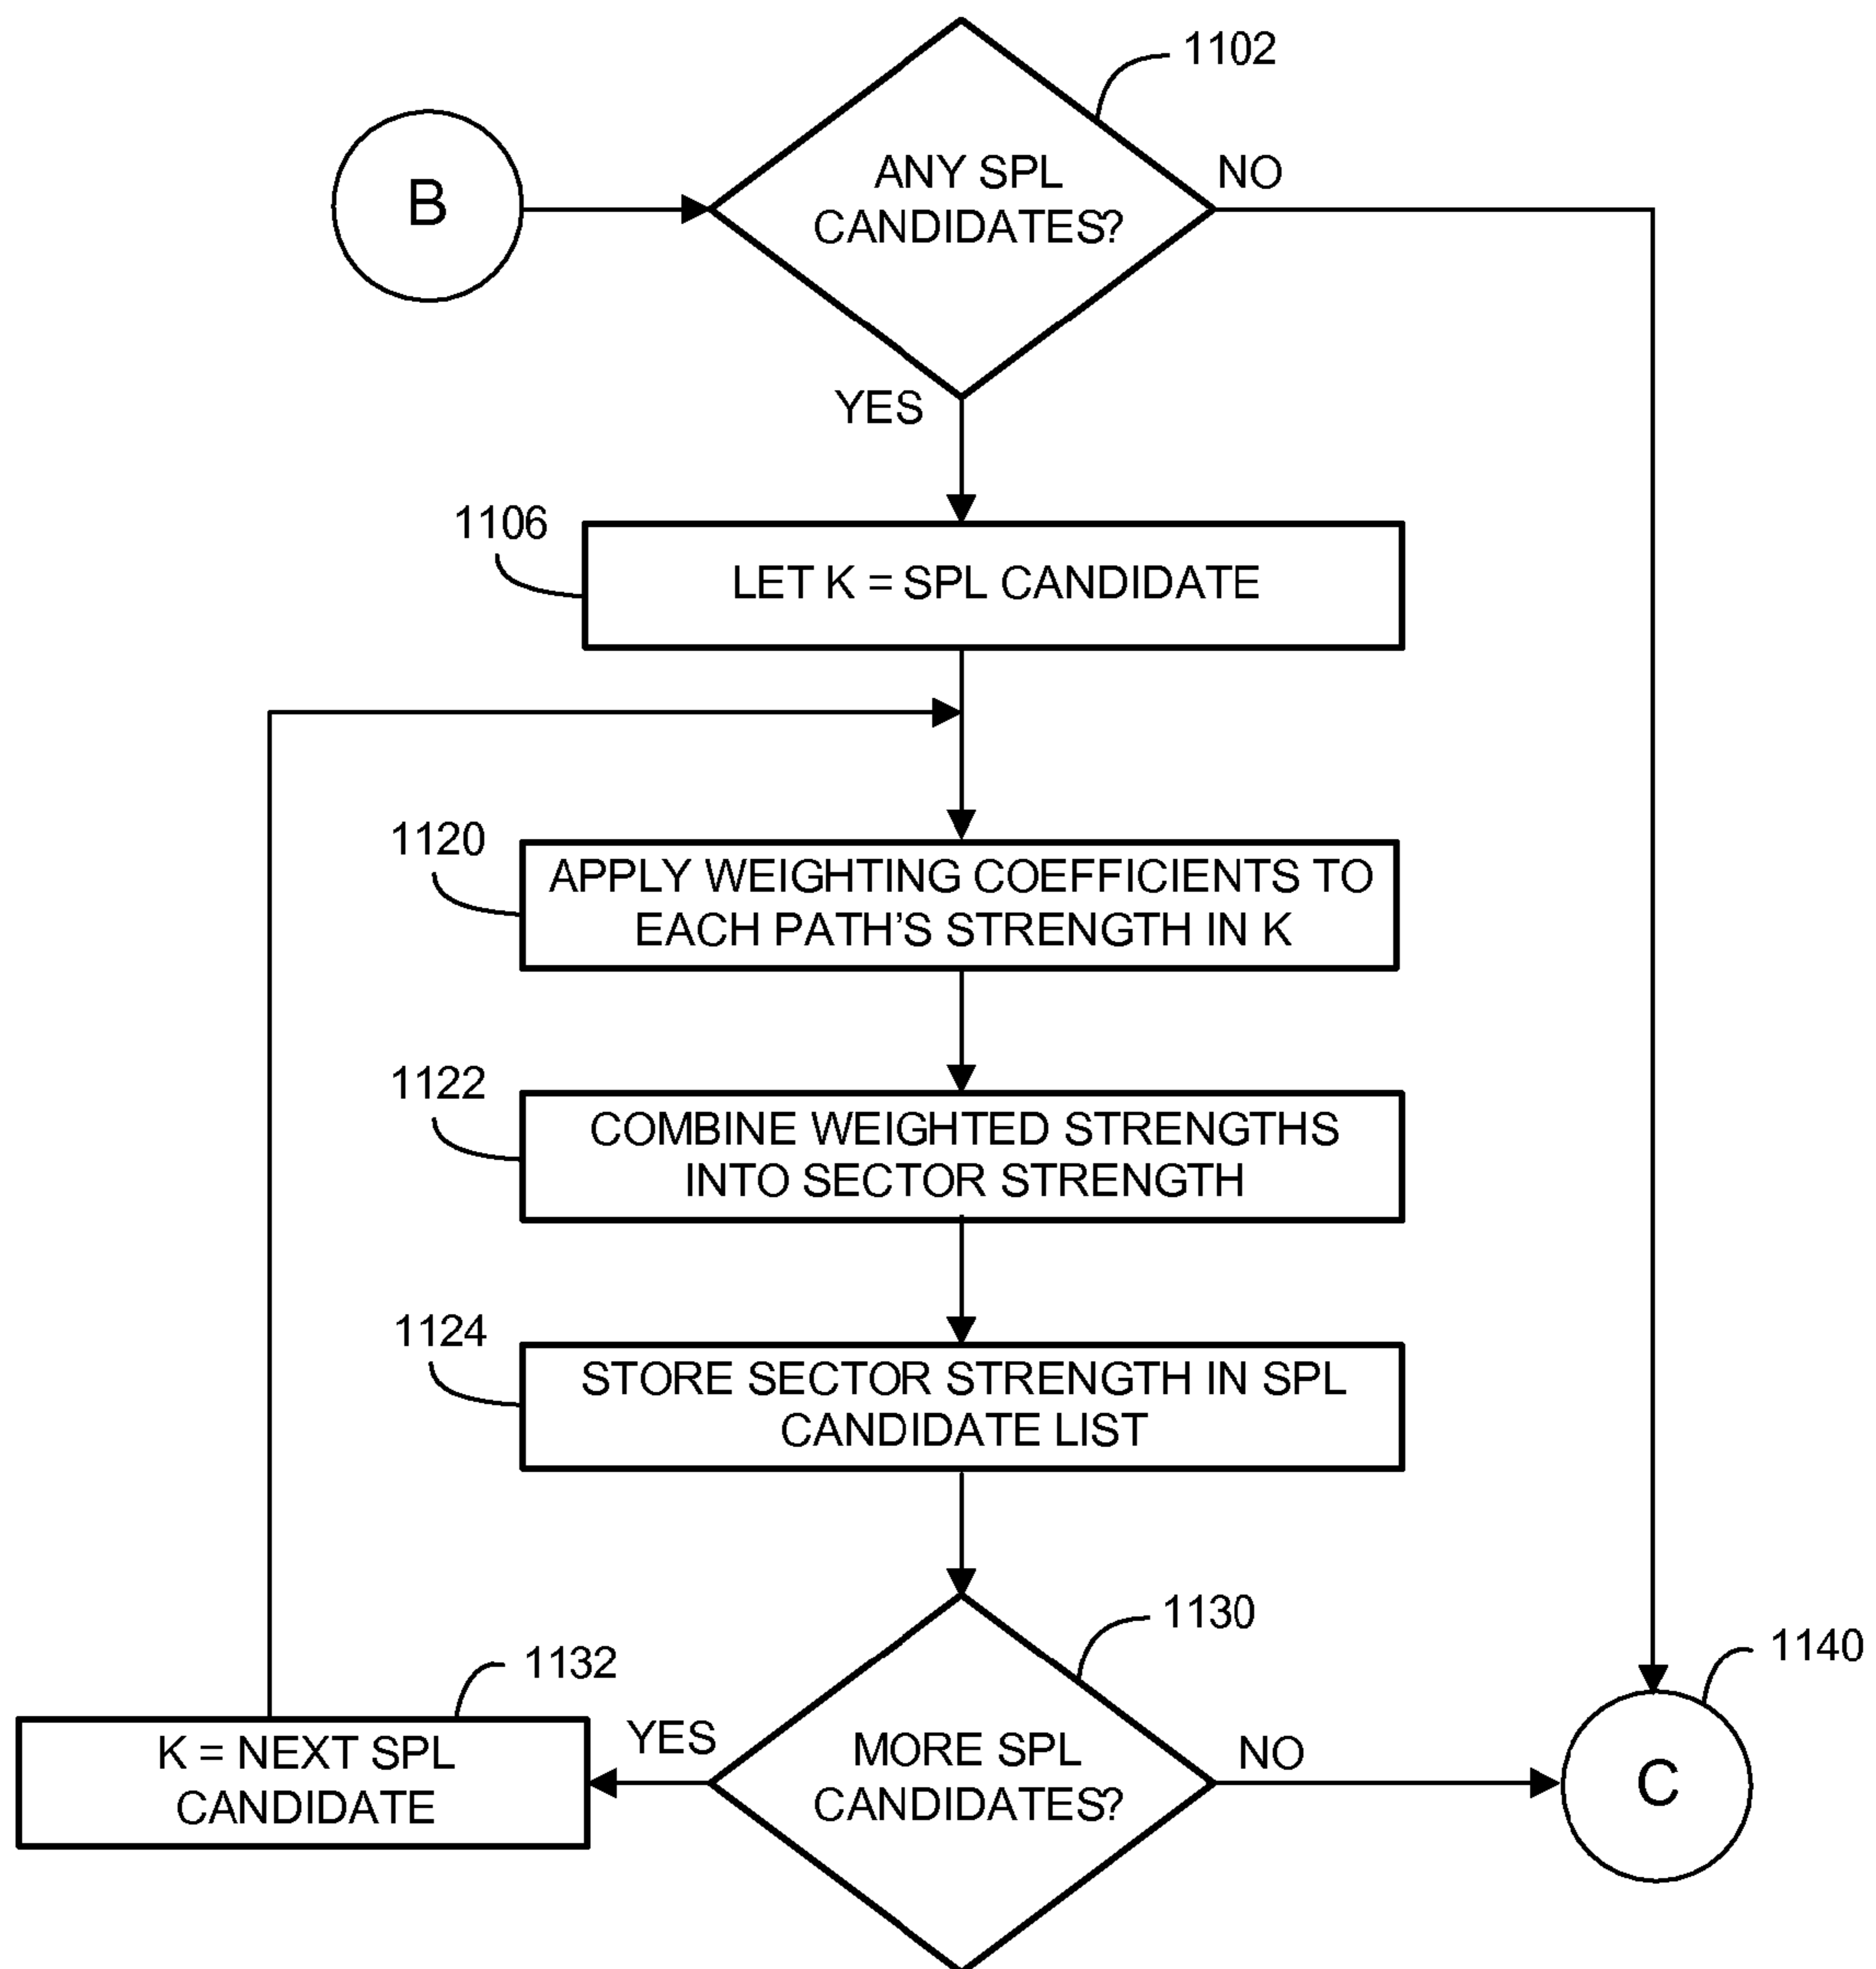 1102
B
ANY SPL
CANDIDATES?
NO
YES
1106
LET K = SPL CANDIDATE
1120
APPLY WEIGHTING COEFFICIENTS TO
EACH PATH'S STRENGTH IN K
1122
COMBINE WEIGHTED STRENGTHS
INTO SECTOR STRENGTH
1124
STORE SECTOR STRENGTH IN SPL
CANDIDATE LIST
1130
1132
1140
K = NEXT SPL
CANDIDATE
YES
MORE SPL
CANDIDATES?
NO
C